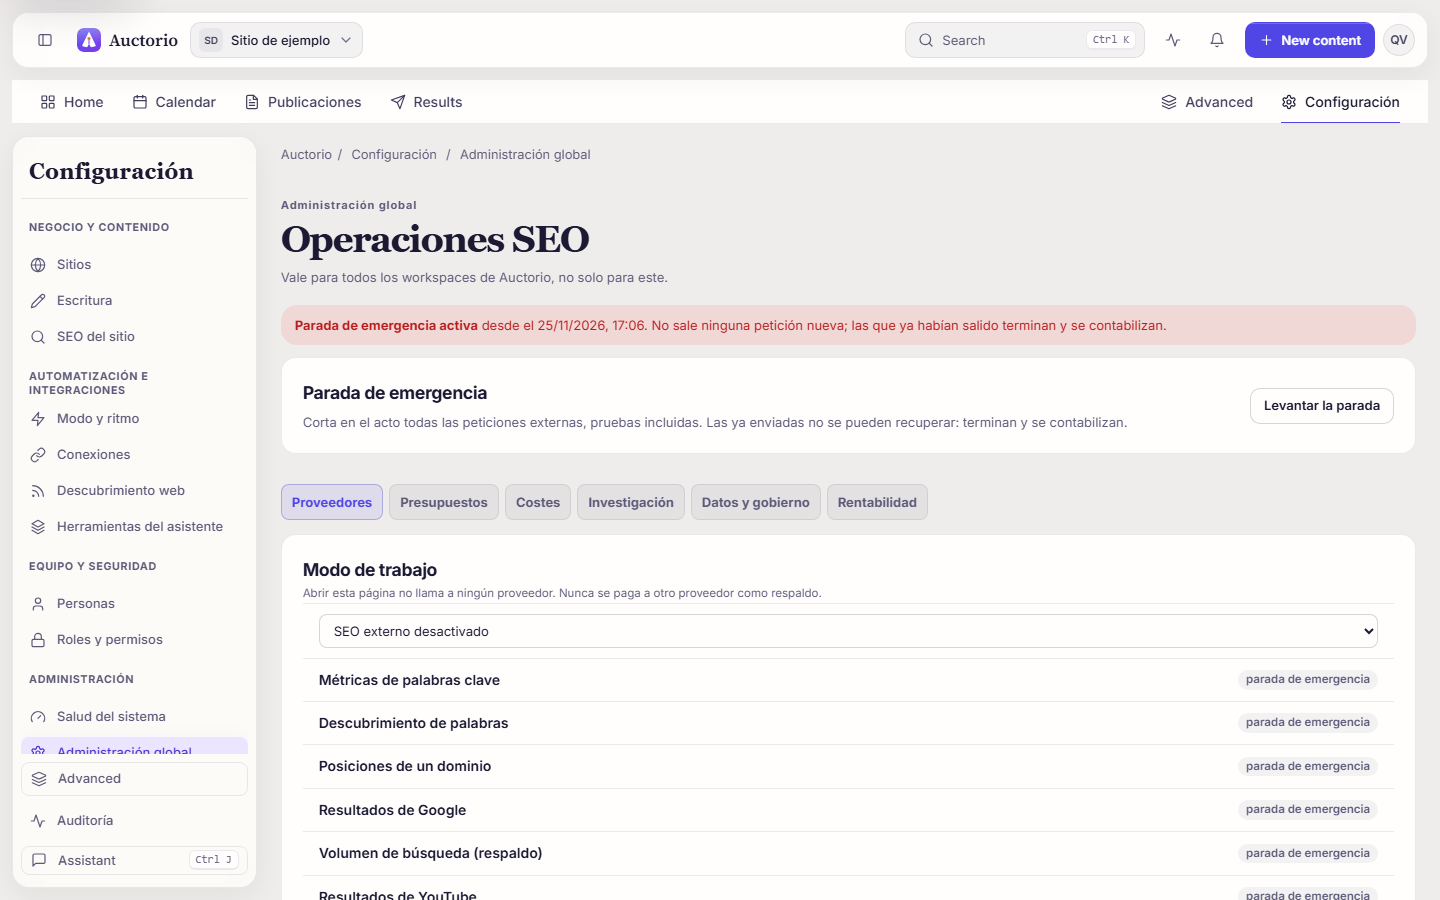 Auctorio
SD Sitio de ejemplo
Search Ctrl K
New content
QV
Home
Calendar
Publicaciones
Results
Advanced
Configuración
Configuración
NEGOCIO Y CONTENIDO
Sitios
Escritura
SEO del sitio
AUTOMATIZACIÓN E
INTEGRACIONES
Modo y ritmo
Conexiones
Descubrimiento web
Herramientas del asistente
EQUIPO Y SEGURIDAD
Personas
Roles y permisos
ADMINISTRACIÓN
Salud del sistema
Administración global
Advanced
Auditoría
Assistant Ctrl J
Auctorio / Configuración / Administración global
Administración global
Operaciones SEO
Vale para todos los workspaces de Auctorio, no solo para este.
Parada de emergencia activa desde el 25/11/2026, 17:06. No sale ninguna petición nueva; las que ya habían salido terminan y se contabilizan.
Parada de emergencia
Corta en el acto todas las peticiones externas, pruebas incluidas. Las ya enviadas no se pueden recuperar: terminan y se contabilizan.
Levantar la parada
Proveedores
Presupuestos
Costes
Investigación
Datos y gobierno
Rentabilidad
Modo de trabajo
Abrir esta página no llama a ningún proveedor. Nunca se paga a otro proveedor como respaldo.
SEO externo desactivado
Métricas de palabras clave parada de emergencia
Descubrimiento de palabras parada de emergencia
Posiciones de un dominio parada de emergencia
Resultados de Google parada de emergencia
Volumen de búsqueda (respaldo) parada de emergencia
Resultados de YouTube parada de emergencia